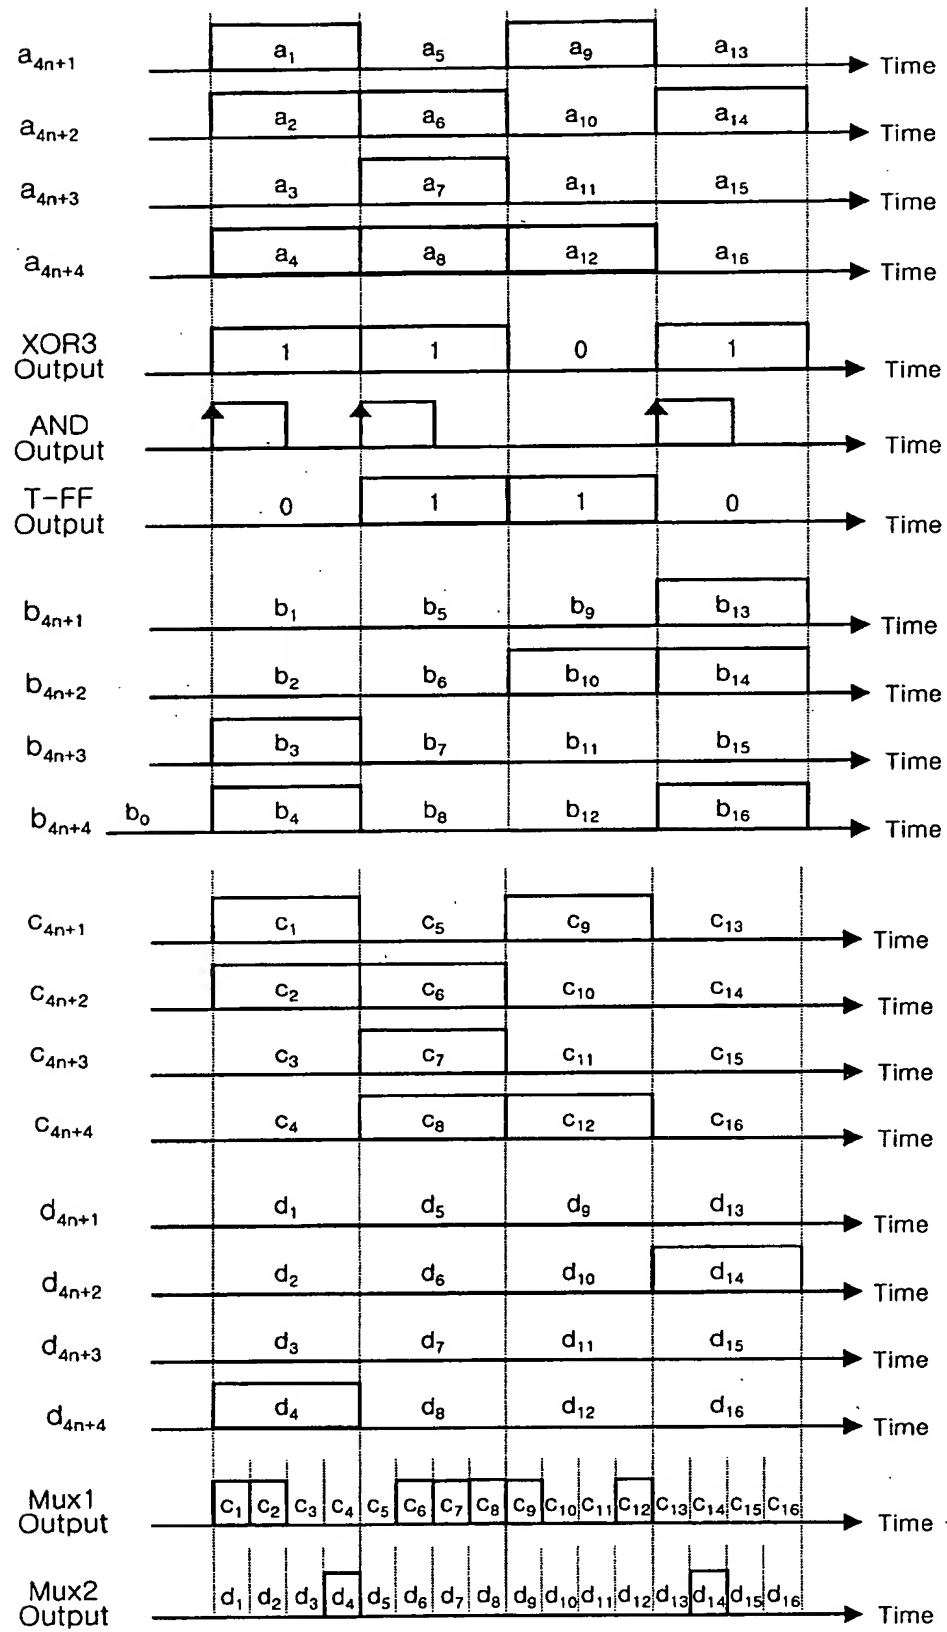 a4n+1 a1 a5 a9 a13 Time
a4n+2 a2 a6 a10 a14 Time
a4n+3 a3 a7 a11 a15 Time
a4n+4 a4 a8 a12 a16 Time
XOR3
Output 1 1 0 1 Time
AND
Output Time
T-FF
Output 0 1 1 0 Time
b4n+1 b1 b5 b9 b13 Time
b4n+2 b2 b6 b10 b14 Time
b4n+3 b3 b7 b11 b15 Time
b4n+4 b0 b4 b8 b12 b16 Time
c4n+1 c1 c5 c9 c13 Time
c4n+2 c2 c6 c10 c14 Time
c4n+3 c3 c7 c11 c15 Time
c4n+4 c4 c8 c12 c16 Time
d4n+1 d1 d5 d9 d13 Time
d4n+2 d2 d6 d10 d14 Time
d4n+3 d3 d7 d11 d15 Time
d4n+4 d4 d8 d12 d16 Time
Mux1
Output c1 c2 c3 c4 c5 c6 c7 c8 c9 c10 c11 c12 c13 c14 c15 c16 Time
Mux2
Output d1 d2 d3 d4 d5 d6 d7 d8 d9 d10 d11 d12 d13 d14 d15 d16 Time